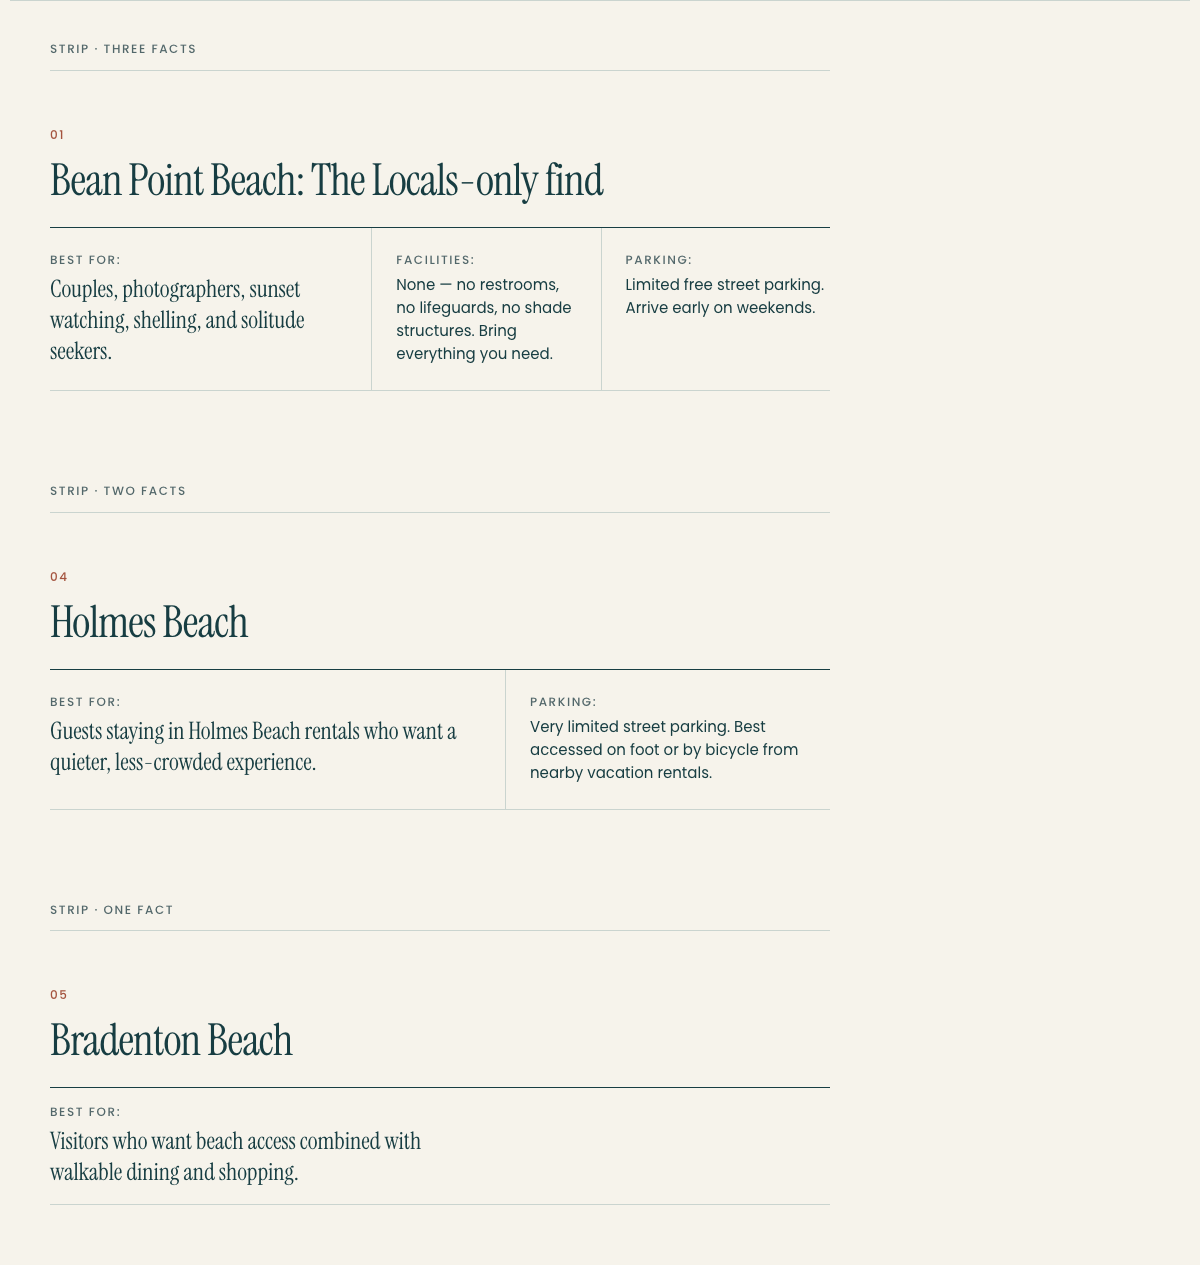 STRIP · THREE FACTS
01
Bean Point Beach: The Locals-only find
BEST FOR:
Couples, photographers, sunset
watching, shelling, and solitude
seekers.
FACILITIES:
None — no restrooms,
no lifeguards, no shade
structures. Bring
everything you need.
PARKING:
Limited free street parking.
Arrive early on weekends.
STRIP · TWO FACTS
04
Holmes Beach
BEST FOR:
Guests staying in Holmes Beach rentals who want a
quieter, less-crowded experience.
PARKING:
Very limited street parking. Best
accessed on foot or by bicycle from
nearby vacation rentals.
STRIP · ONE FACT
05
Bradenton Beach
BEST FOR:
Visitors who want beach access combined with
walkable dining and shopping.